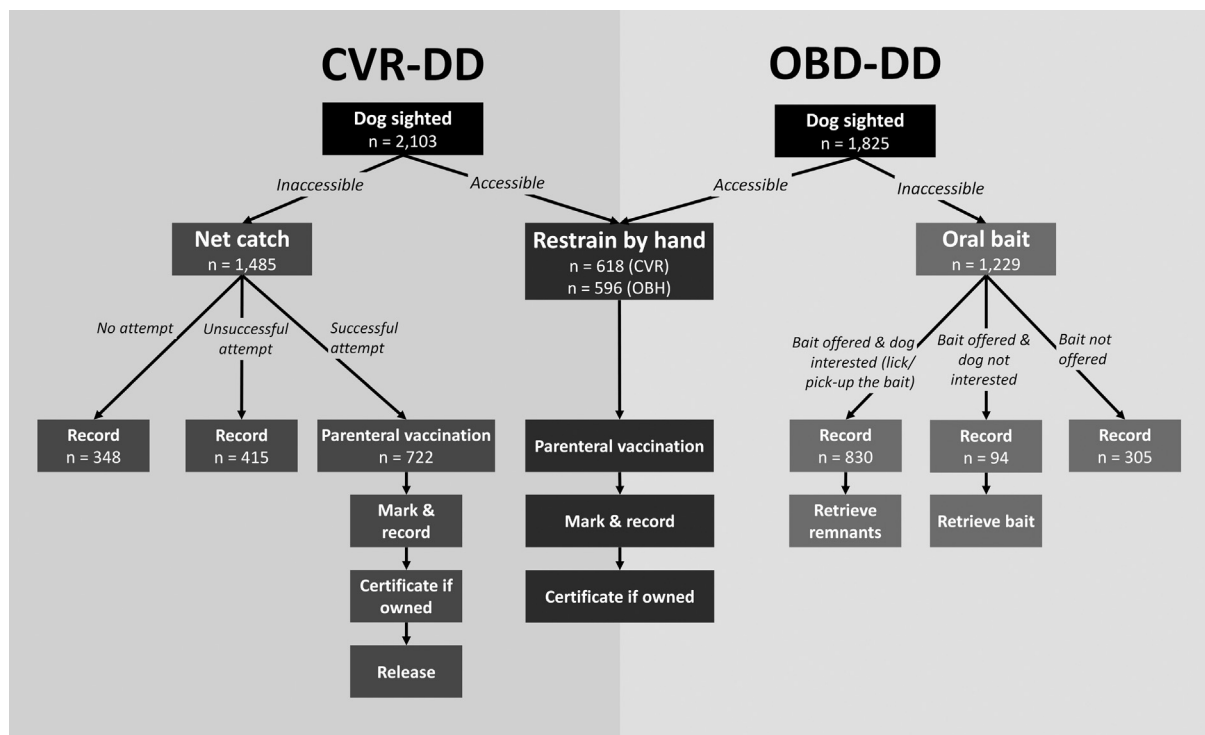 CVR-DD
OBD-DD
Dog sighted
n = 2,103
Dog sighted
n = 1,825
Inaccessible
Accessible
Accessible
Inaccessible
Net catch
n = 1,485
Restrain by hand
n = 618 (CVR)
n = 596 (OBH)
Oral bait
n = 1,229
No attempt
Unsuccessful
attempt
Successful
attempt
Bait offered & dog
interested (lick/
pick-up the bait)
Bait offered &
dog not
interested
Bait not
offered
Record
n = 348
Record
n = 415
Parenteral vaccination
n = 722
Parenteral vaccination
Record
n = 830
Record
n = 94
Record
n = 305
Mark &
record
Mark & record
Retrieve
remnants
Retrieve bait
Certificate if
owned
Certificate if owned
Release